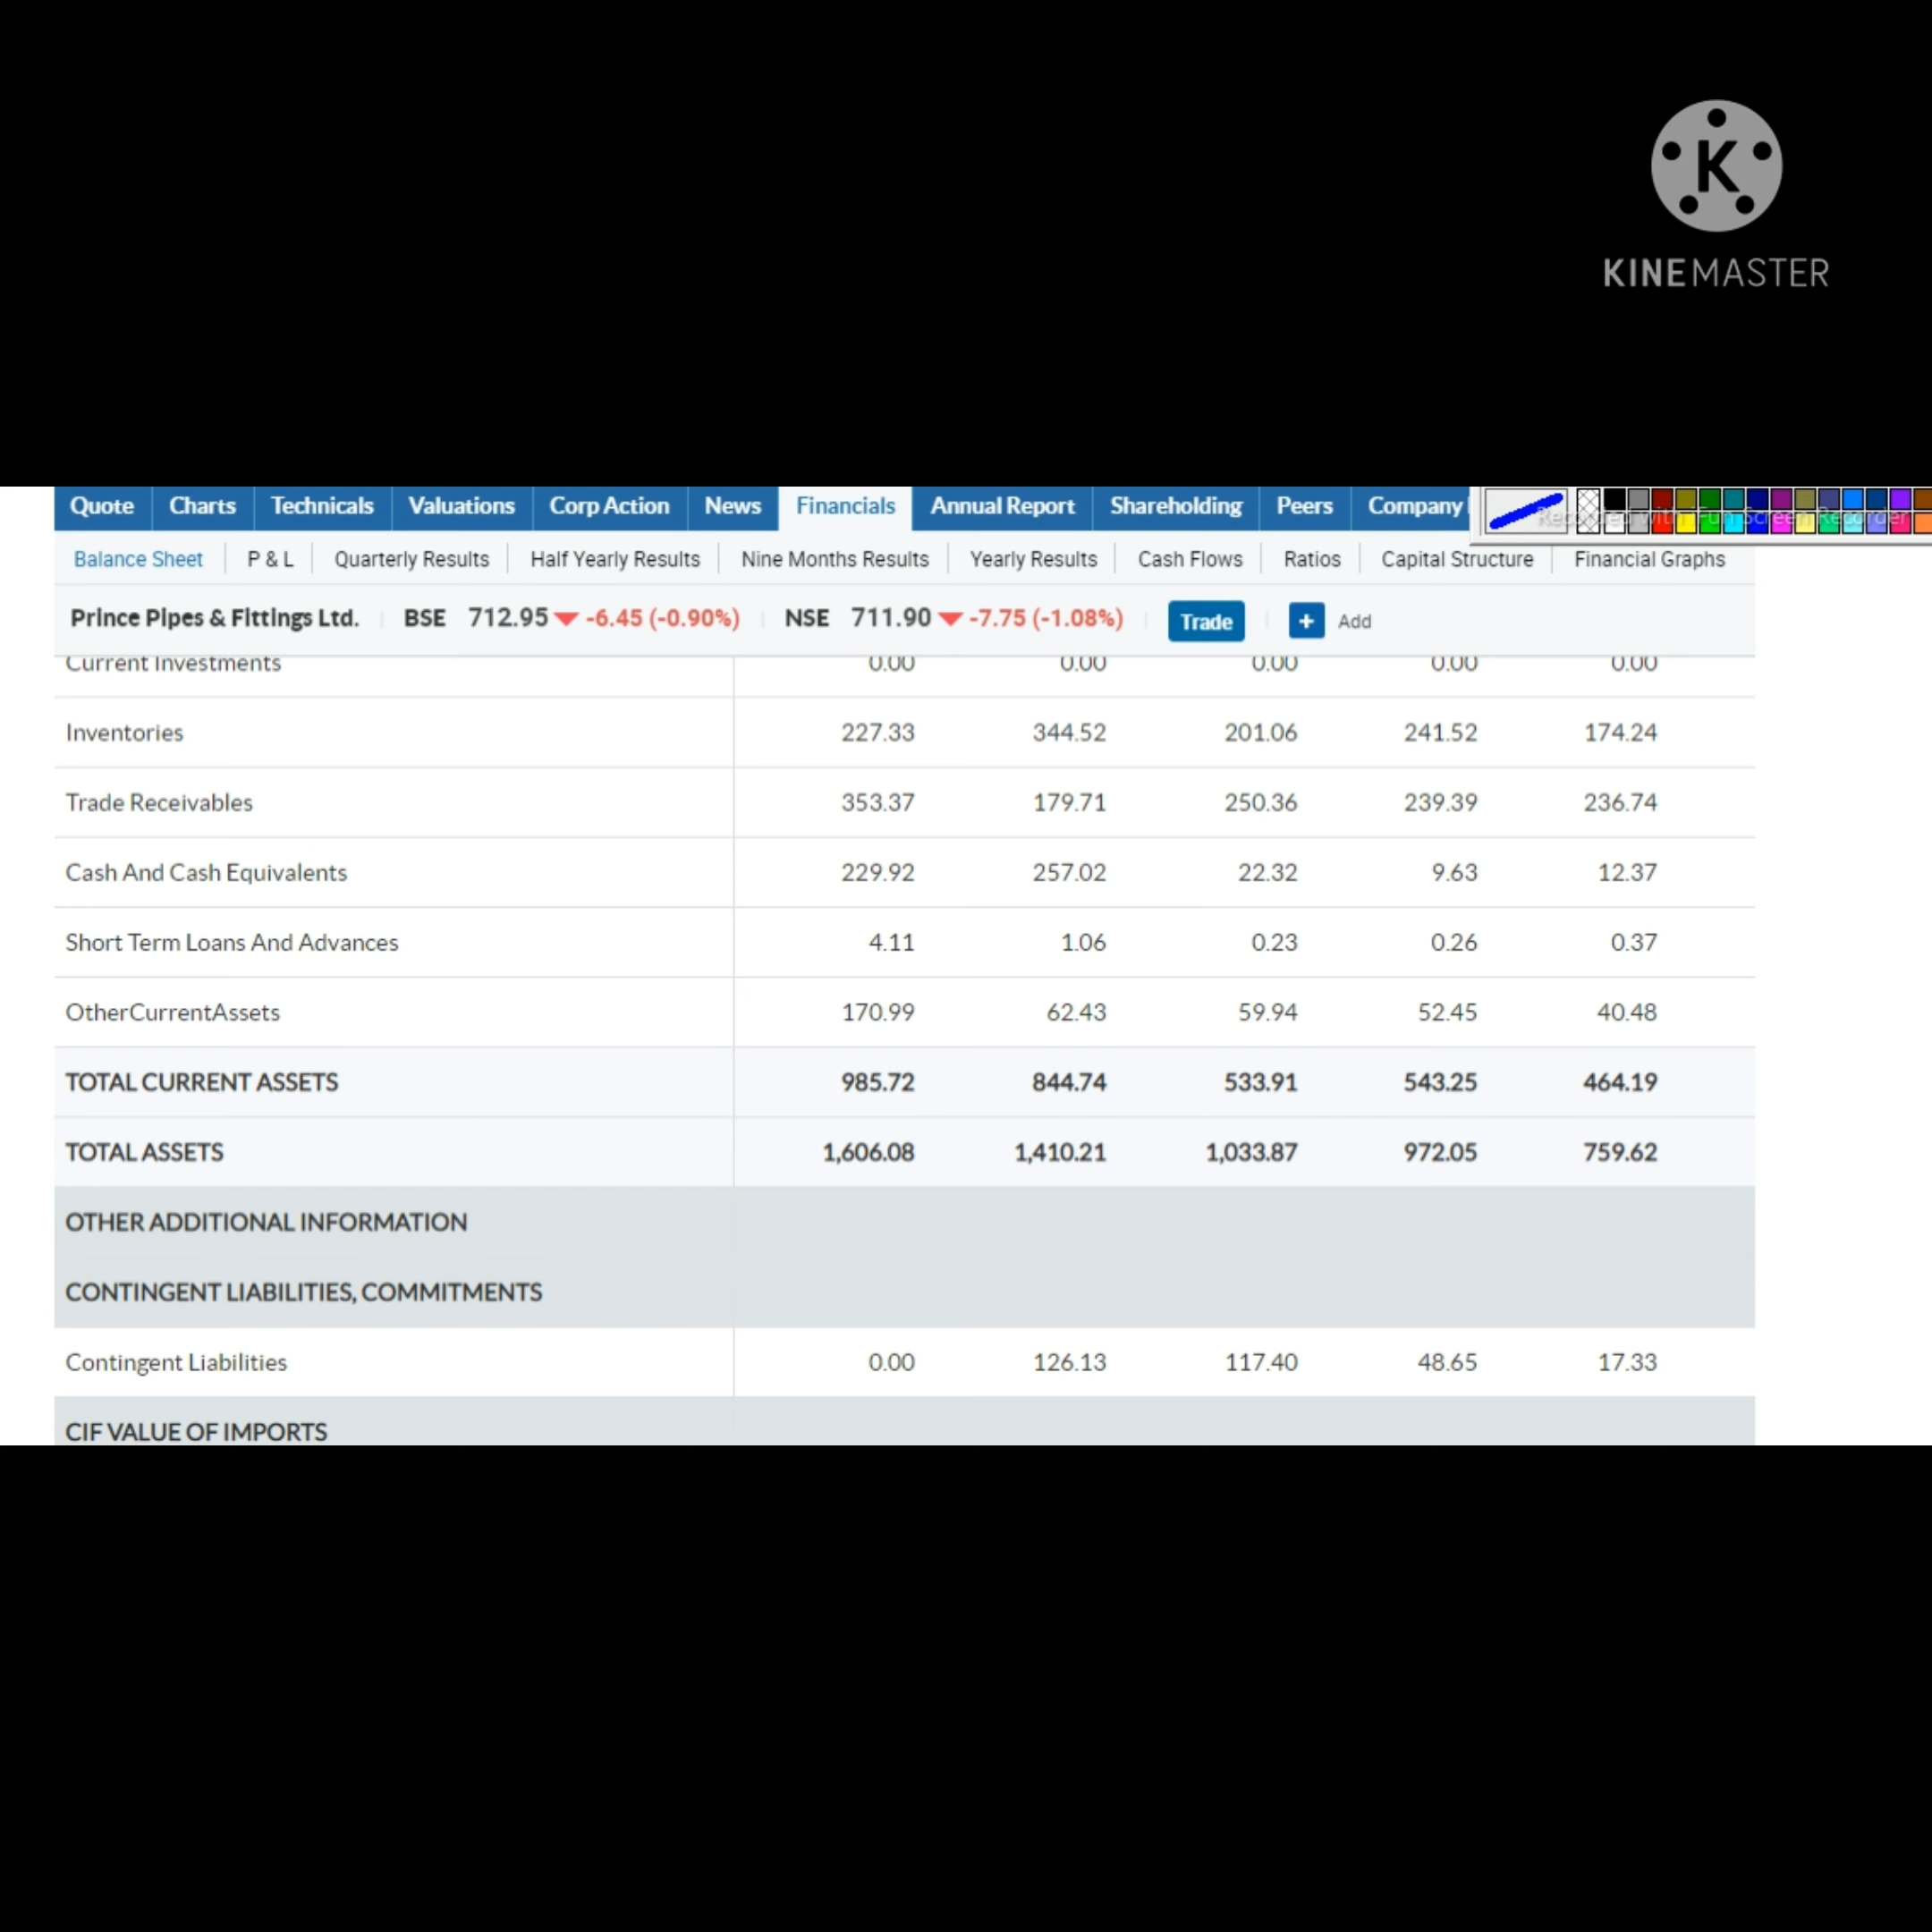 K
KINEMASTER
Quote Charts Technicals Valuations Corp Action News Financials Annual Report Shareholding Peers Company
Recorded with iFun Screen Recorder
Balance Sheet P & L Quarterly Results Half Yearly Results Nine Months Results Yearly Results Cash Flows Ratios Capital Structure Financial Graphs
Prince Pipes & Fittings Ltd. BSE 712.95 -6.45 (-0.90%) NSE 711.90 -7.75 (-1.08%) Trade + Add
Current Investments 0.00 0.00 0.00 0.00 0.00
Inventories 227.33 344.52 201.06 241.52 174.24
Trade Receivables 353.37 179.71 250.36 239.39 236.74
Cash And Cash Equivalents 229.92 257.02 22.32 9.63 12.37
Short Term Loans And Advances 4.11 1.06 0.23 0.26 0.37
OtherCurrentAssets 170.99 62.43 59.94 52.45 40.48
TOTAL CURRENT ASSETS 985.72 844.74 533.91 543.25 464.19
TOTAL ASSETS 1,606.08 1,410.21 1,033.87 972.05 759.62
OTHER ADDITIONAL INFORMATION
CONTINGENT LIABILITIES, COMMITMENTS
Contingent Liabilities 0.00 126.13 117.40 48.65 17.33
CIF VALUE OF IMPORTS